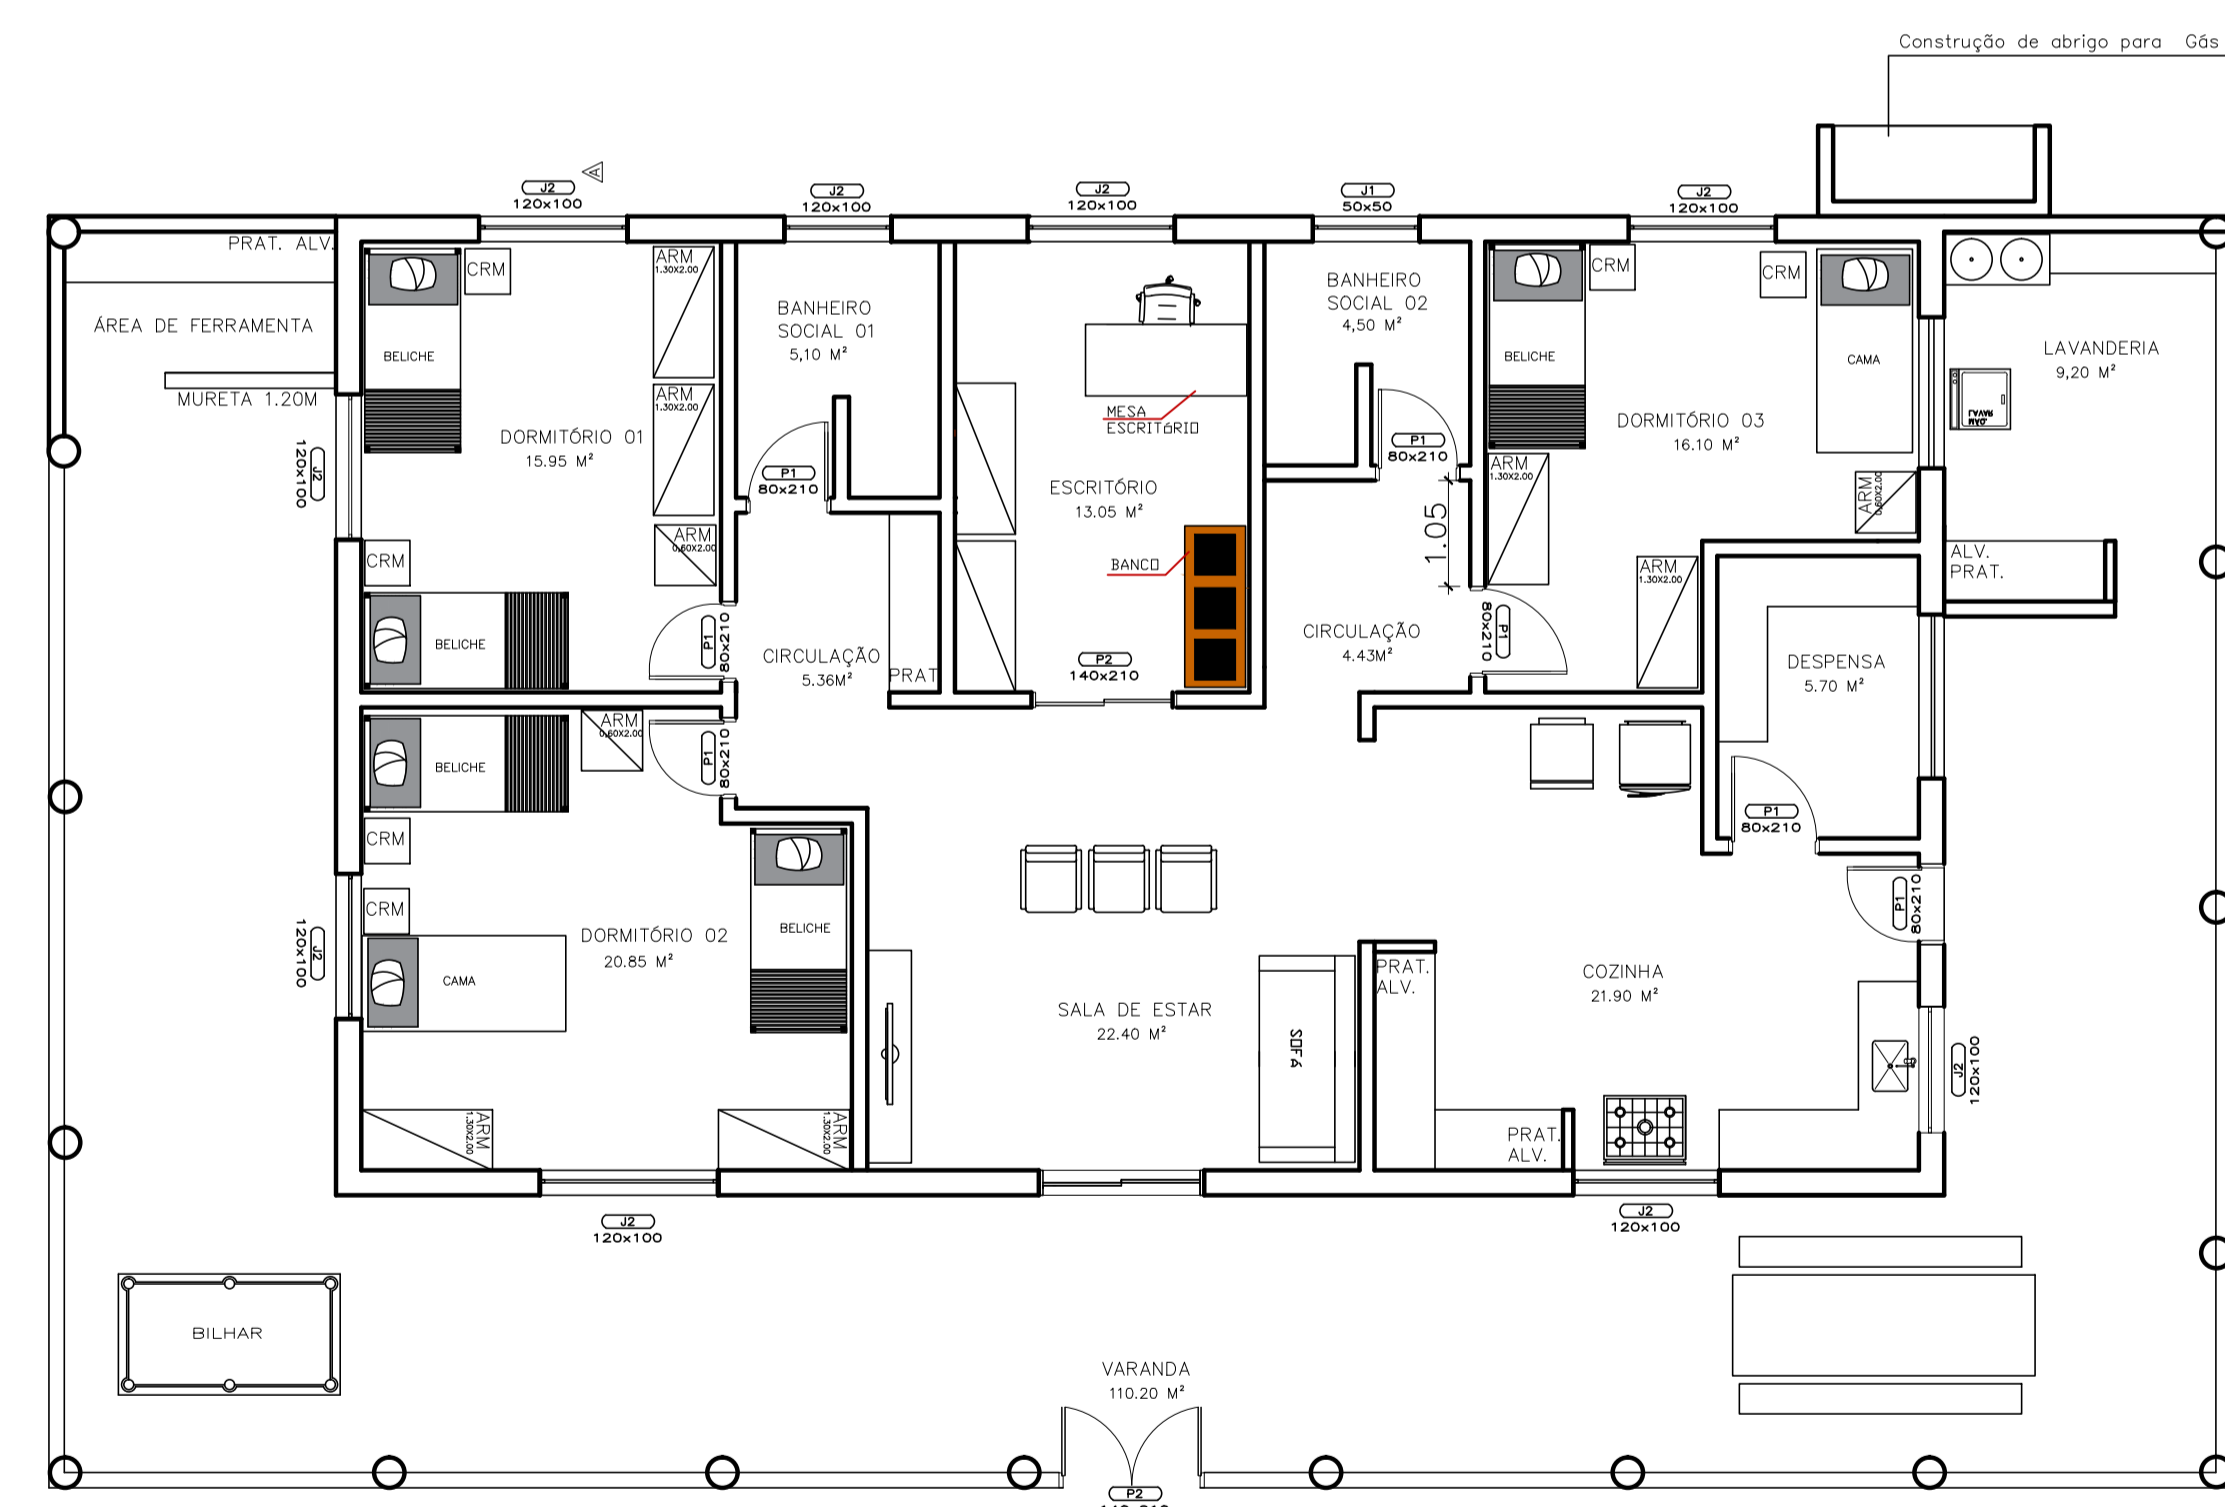 Construção de abrigo para Gás
A
J2
120x100
J2
120x100
J2
120x100
J1
50x50
J2
120x100
PRAT. ALV.
ÁREA DE FERRAMENTA
MURETA 1.20M
CRM
BELICHE
ARM
1.30X2.00
ARM
1.30X2.00
DORMITÓRIO 01
15.95 M²
ARM
0,60X2.00
CRM
BELICHE
J2
120x100
P1
80x210
BANHEIRO
SOCIAL 01
5,10 M²
P1
80x210
CIRCULAÇÃO
5.36M²
PRAT
MESA
ESCRITóRIO
ESCRITÓRIO
13.05 M²
BANCO
P2
140x210
BANHEIRO
SOCIAL 02
4,50 M²
P1
80x210
1.05
CIRCULAÇÃO
4.43M²
P1
80x210
CRM
CRM
BELICHE
CAMA
DORMITÓRIO 03
16.10 M²
ARM
1.30X2.00
ARM
0,60X2.00
ARM
1.30X2.00
LAVANDERIA
9,20 M²
MÁQ.
LAVAR
ALV.
PRAT.
DESPENSA
5.70 M²
P1
80x210
P1
80x210
BELICHE
ARM
0,60X2.00
P1
80x210
CRM
CRM
CAMA
BELICHE
DORMITÓRIO 02
20.85 M²
J2
120x100
ARM
1.30X2.00
ARM
1.30X2.00
SALA DE ESTAR
22.40 M²
SOFÁ
PRAT.
ALV.
COZINHA
21.90 M²
PRAT.
ALV.
J2
120x100
J2
120x100
J2
120x100
BILHAR
VARANDA
110.20 M²
P2